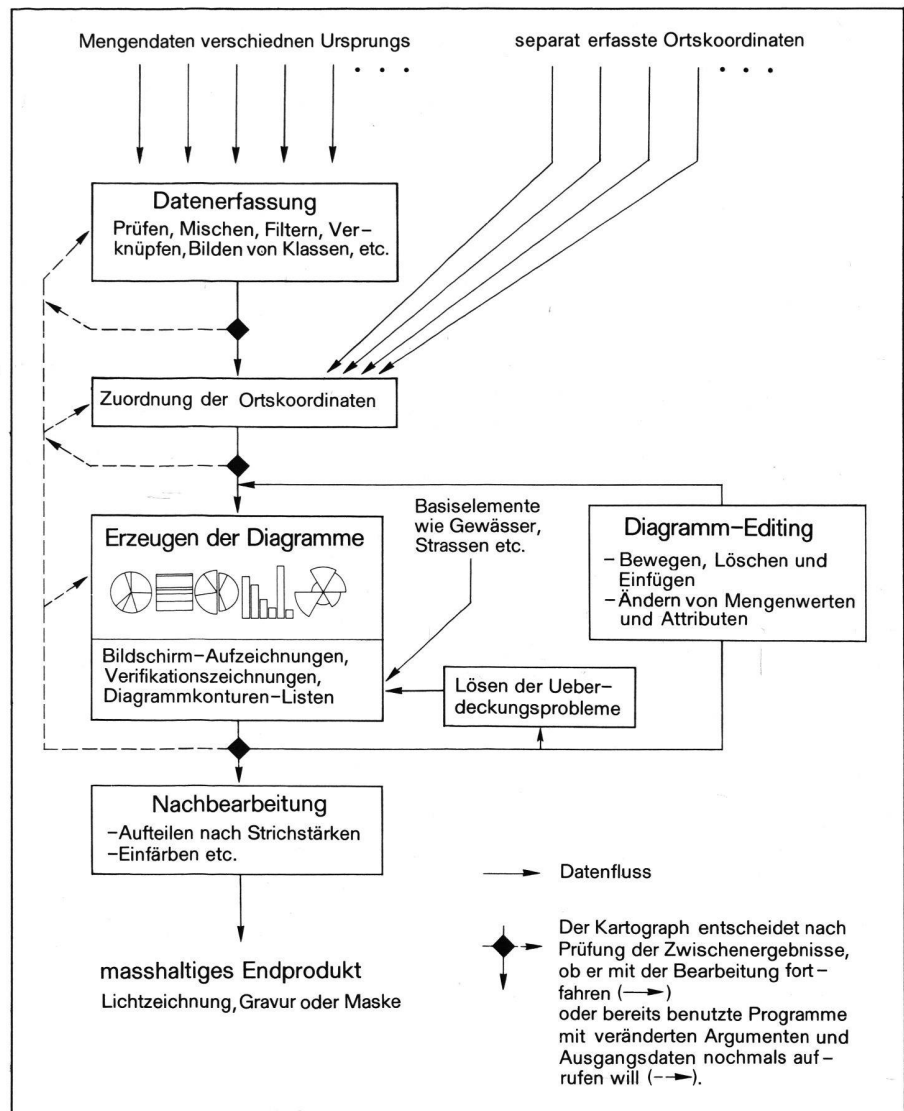 Mengendaten verschiednen Ursprungs
separat erfasste Ortskoordinaten
Datenerfassung
Prüfen, Mischen, Filtern, Ver-
knüpfen, Bilden von Klassen, etc.
Zuordnung der Ortskoordinaten
Erzeugen der Diagramme
Bildschirm-Aufzeichnungen,
Verifikationszeichnungen,
Diagrammkonturen-Listen
Basiselemente
wie Gewässer,
Strassen etc.
Diagramm-Editing
- Bewegen, Löschen und
Einfügen
- Ändern von Mengenwerten
und Attributen
Lösen der Ueber-
deckungsprobleme
Nachbearbeitung
-Aufteilen nach Strichstärken
-Einfärben etc.
masshaltiges Endprodukt
Lichtzeichnung, Gravur oder Maske
Datenfluss
Der Kartograph entscheidet nach
Prüfung der Zwischenergebnisse,
ob er mit der Bearbeitung fort-
fahren (→)
oder bereits benutzte Programme
mit veränderten Argumenten und
Ausgangsdaten nochmals auf-
rufen will (-→).